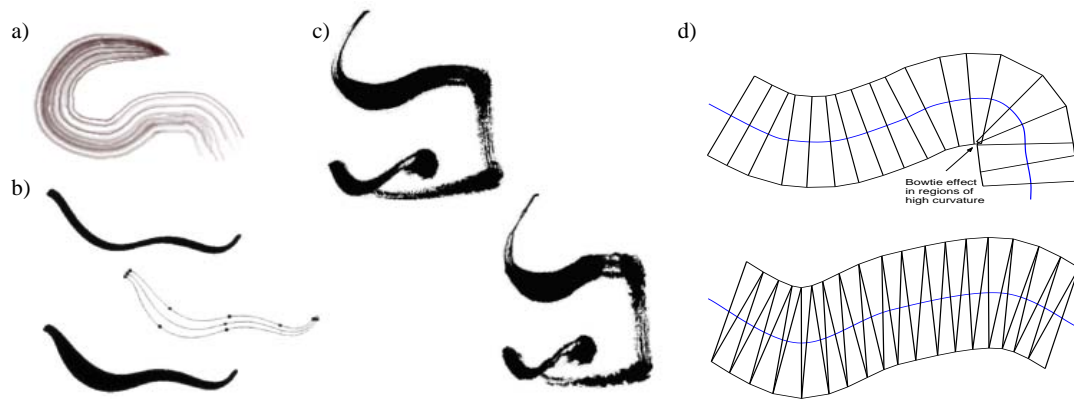 a)
b)
c)
d)
Bowtie effect
in regions of
high curvature